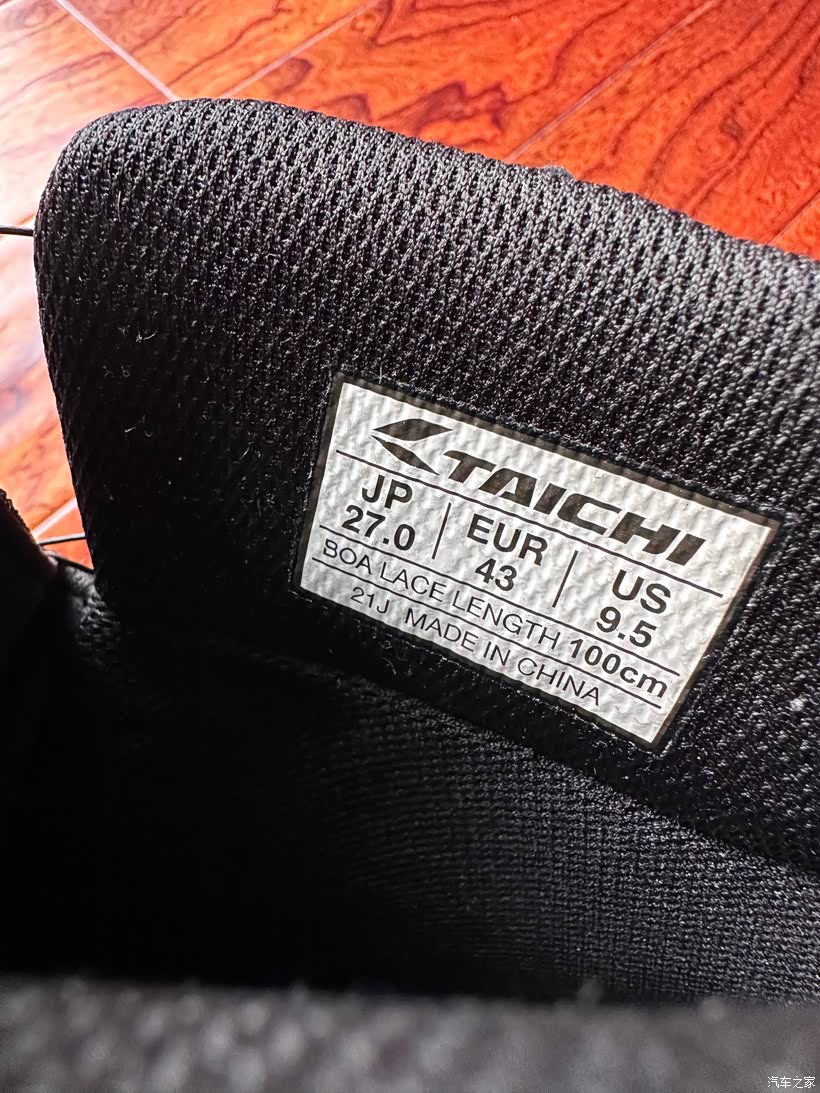 TAICHI
JP 27.0 | EUR 43 | US 9.5
BOA LACE LENGTH 100cm
21J MADE IN CHINA
汽车之家